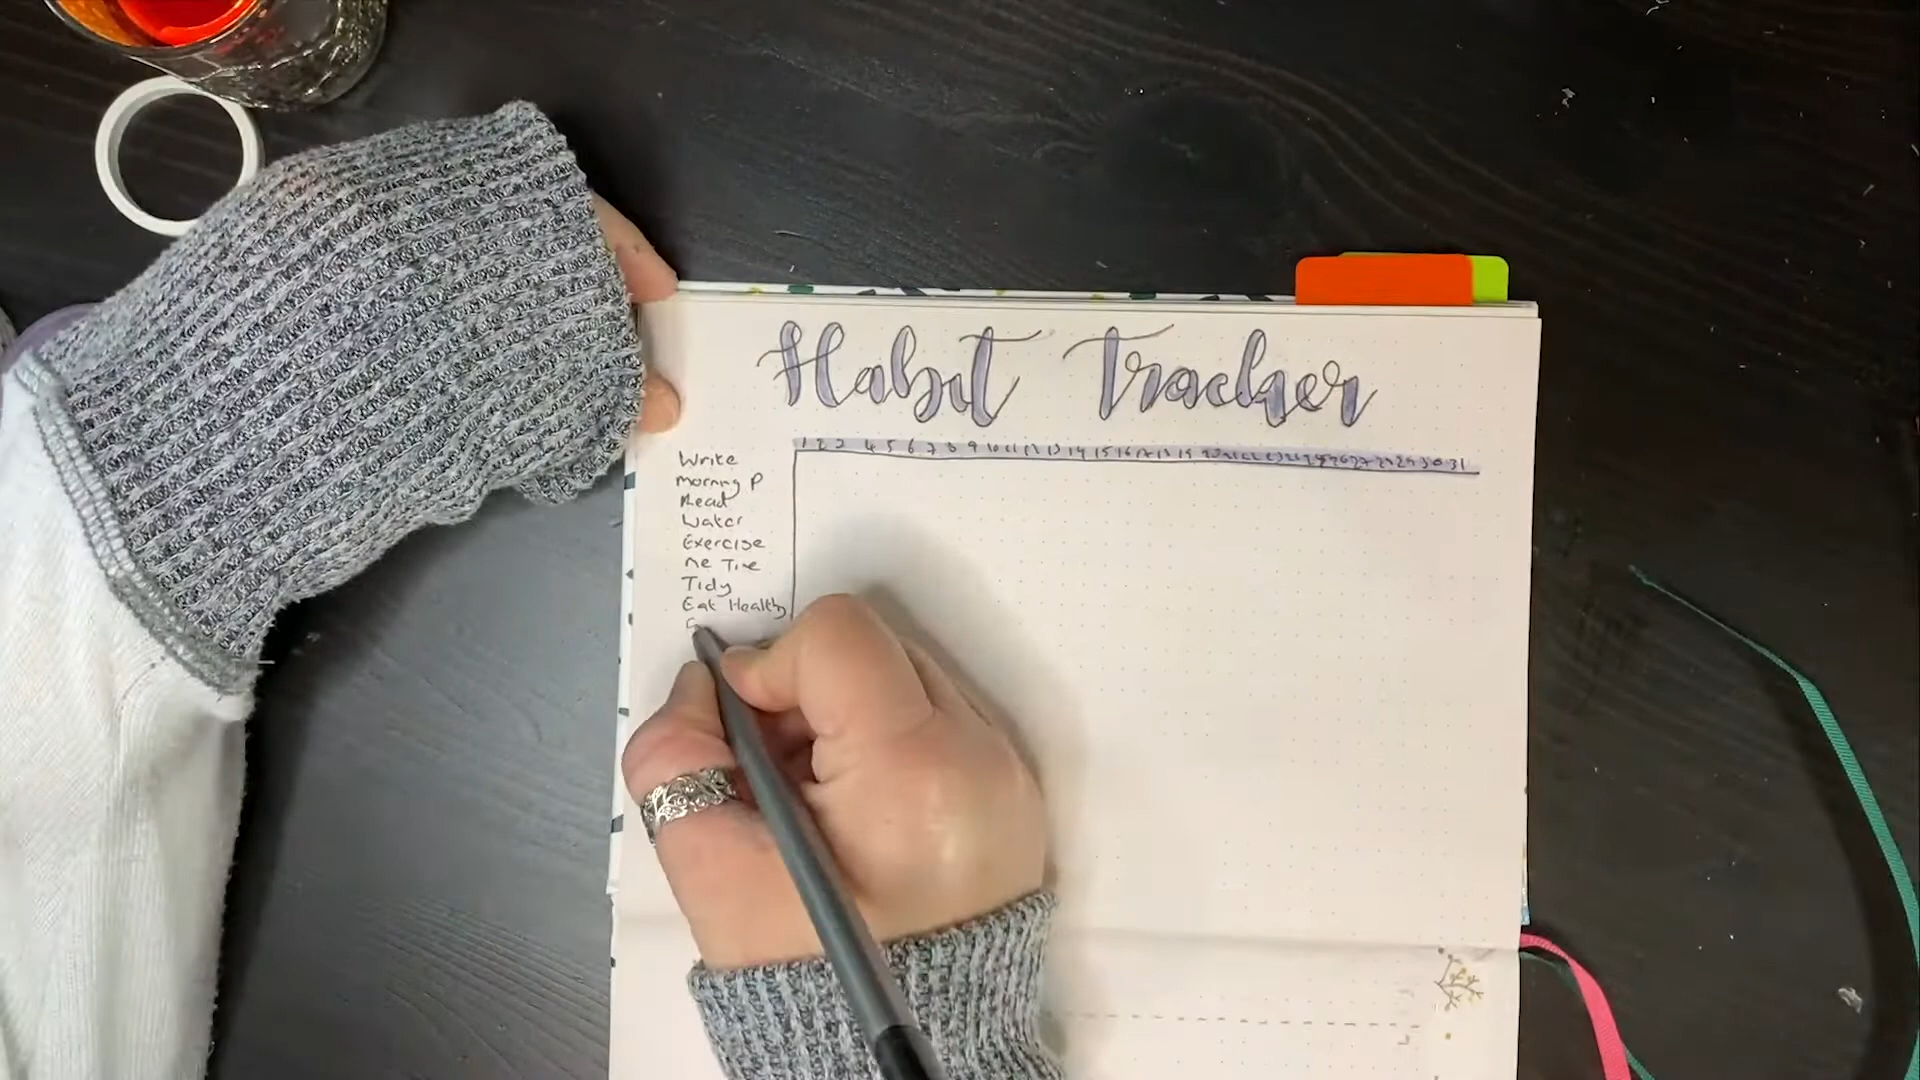 Habit Tracker
1 2 3 4 5 6 7 8 9 10 11 12 13 14 15 16 17 18 19 20 21 22 23 24 25 26 27 28 29 30 31
Write
Morning P
Read
Water
Exercise
Me Time
Tidy
Eat Healthy